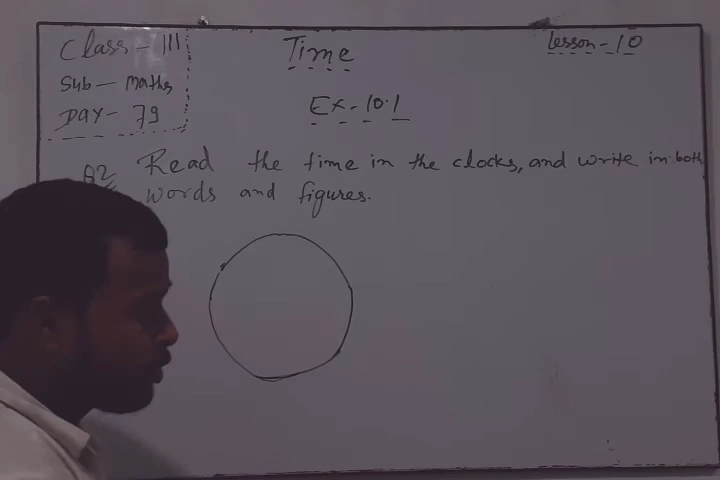 Class - III
Time
Lesson - 10
Sub - Maths
Ex - 10.1
Day - 79
A2 Read the time in the clocks, and write in both
words and figures.